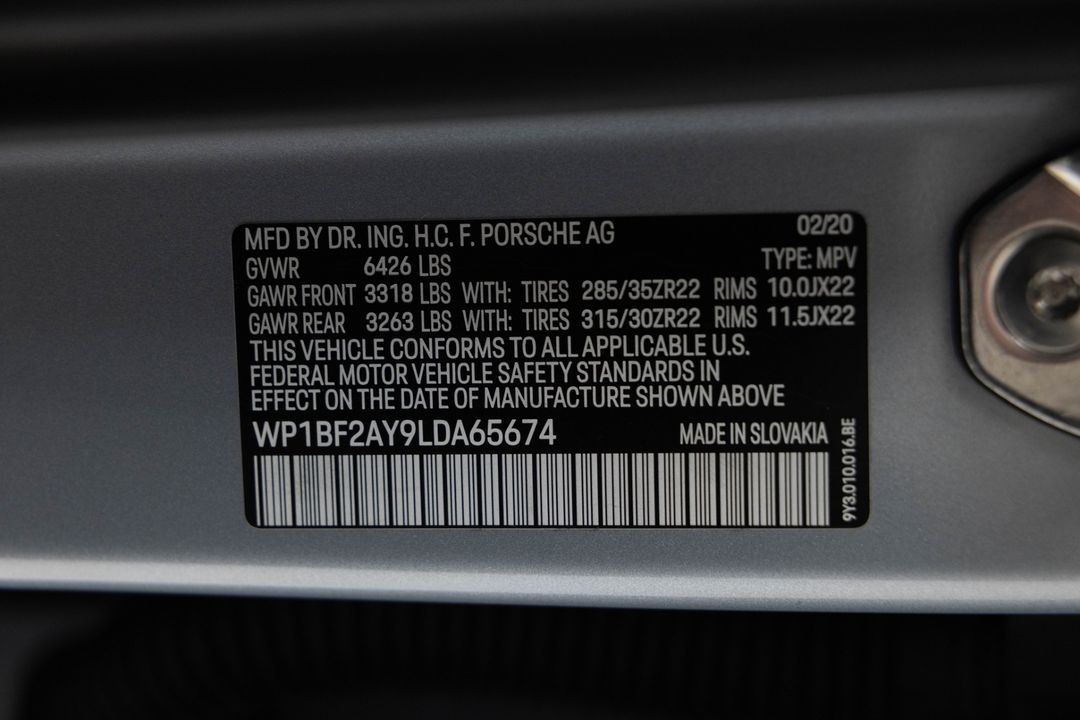 MFD BY DR. ING. H.C. F. PORSCHE AG 02/20
GVWR 6426 LBS TYPE: MPV
GAWR FRONT 3318 LBS WITH: TIRES 285/35ZR22 RIMS 10.0JX22
GAWR REAR 3263 LBS WITH: TIRES 315/30ZR22 RIMS 11.5JX22
THIS VEHICLE CONFORMS TO ALL APPLICABLE U.S.
FEDERAL MOTOR VEHICLE SAFETY STANDARDS IN
EFFECT ON THE DATE OF MANUFACTURE SHOWN ABOVE
WP1BF2AY9LDA65674 MADE IN SLOVAKIA
9Y3.010.016.BE